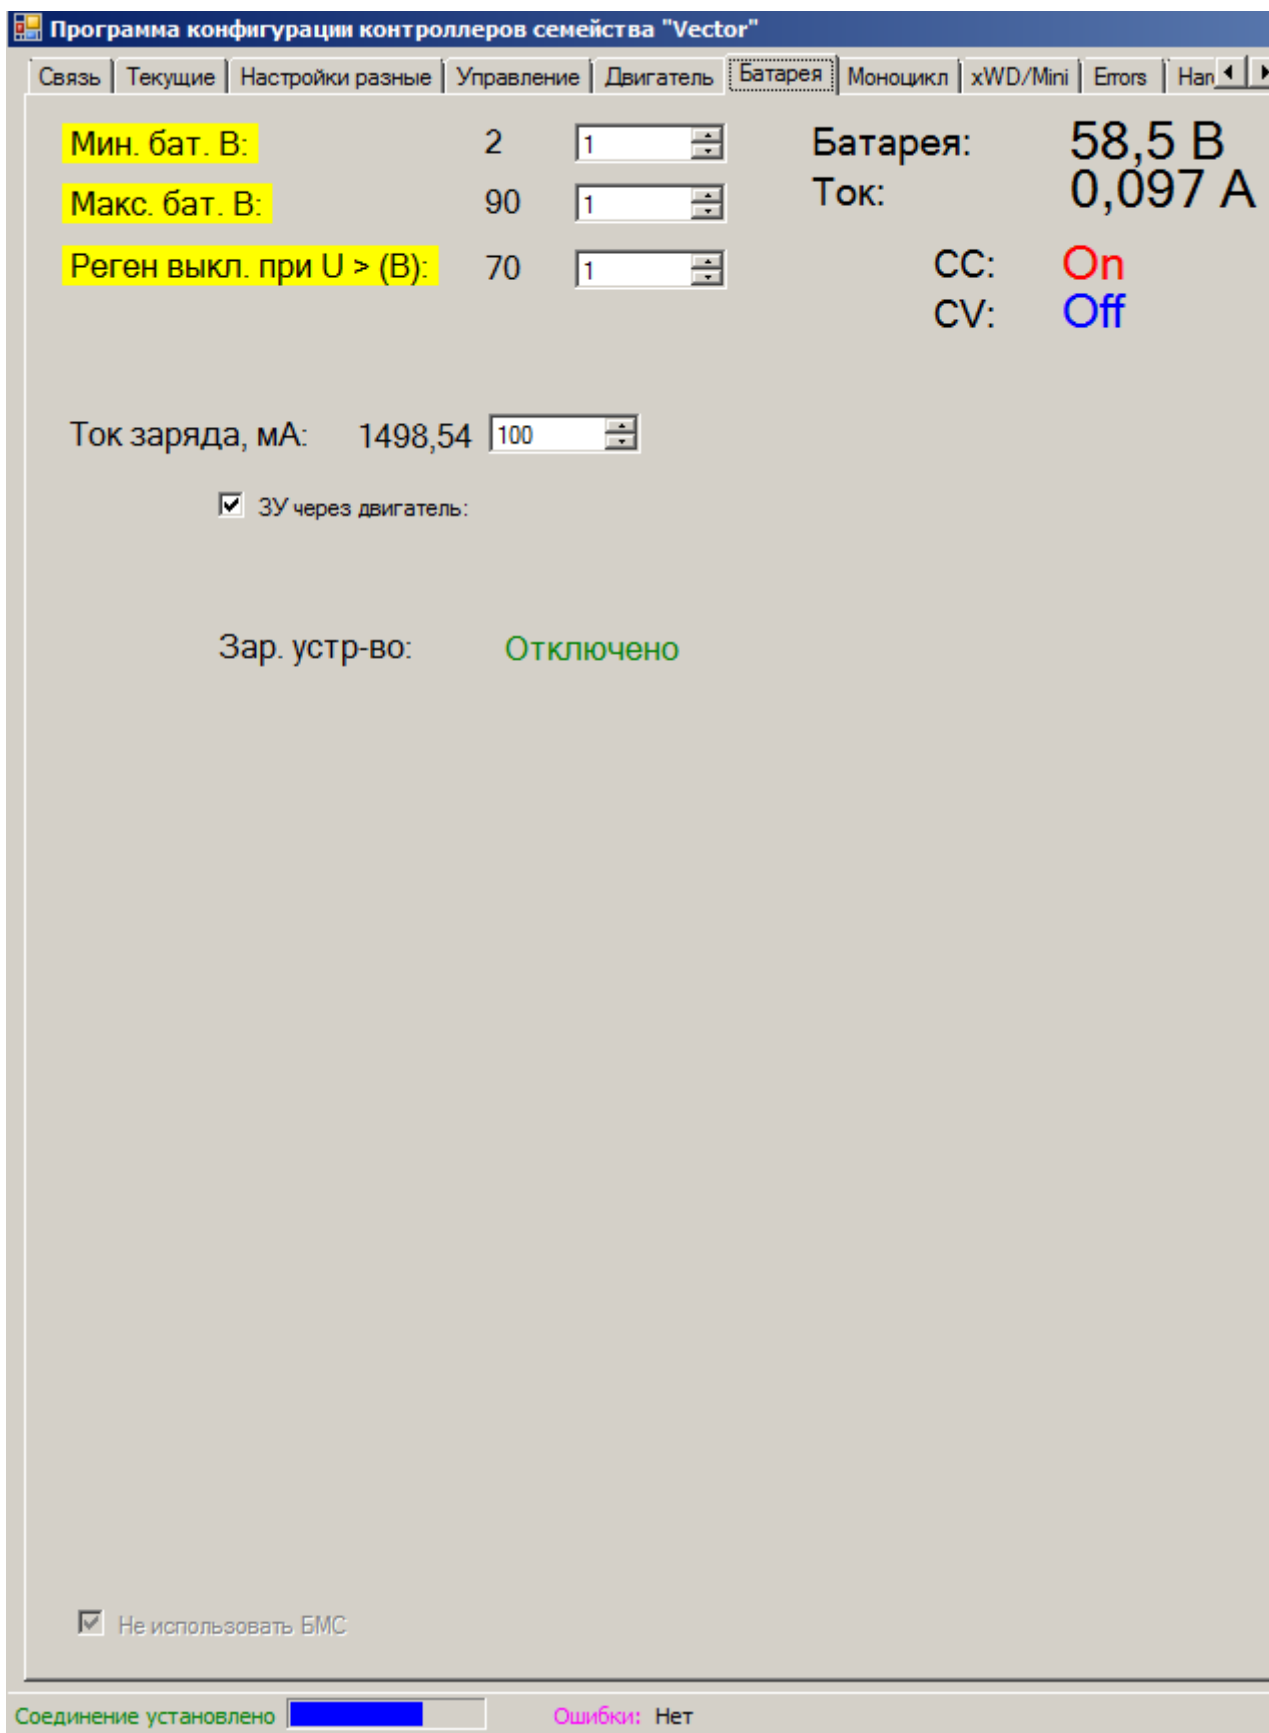 Программа конфигурации контроллеров семейства "Vector"
Связь Текущие Настройки разные Управление Двигатель Батарея Моноцикл xWD/Mini Errors Har
Мин. бат. В: 2 1 Батарея: 58,5 В
Макс. бат. В: 90 1 Ток: 0,097 А
Реген выкл. при U > (В): 70 1 CC: On
CV: Off
Ток заряда, мА: 1498,54 100
ЗУ через двигатель:
Зар. устр-во: Отключено
Не использовать БМС
Соединение установлено Ошибки: Нет